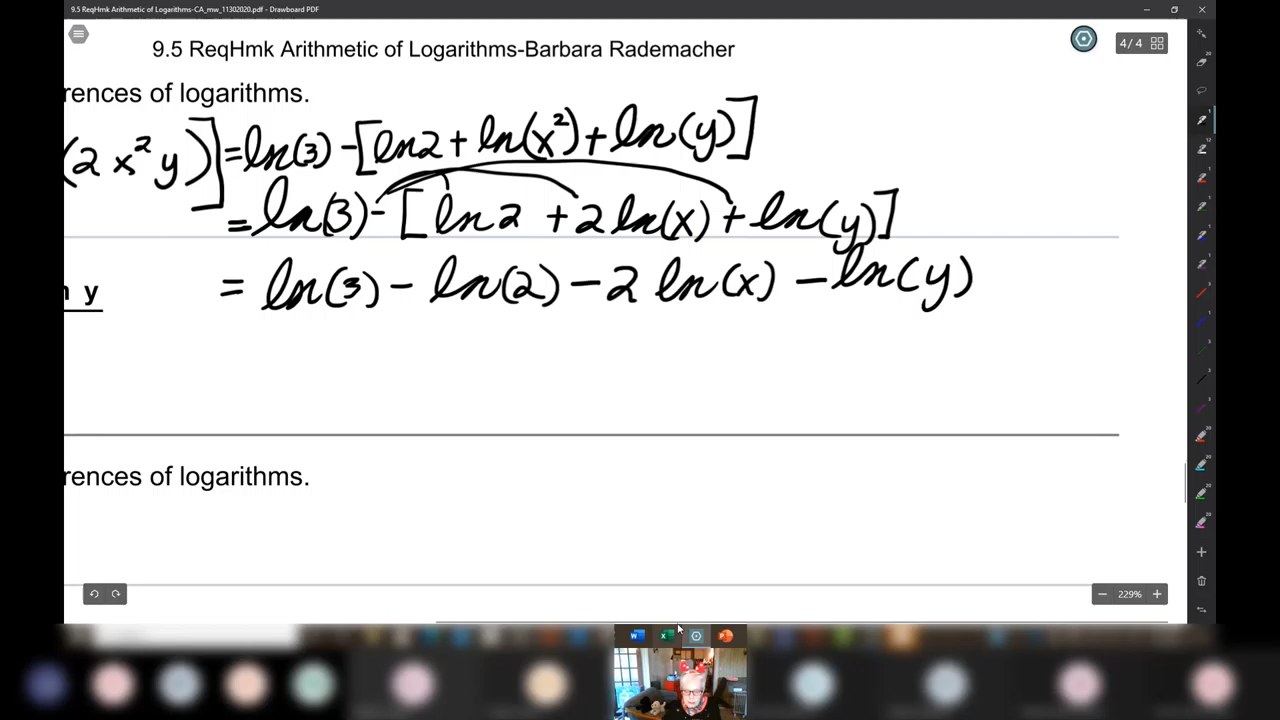 9.5 ReqHmk Arithmetic of Logarithms-CA_mw_11302020.pdf - Drawboard PDF
9.5 ReqHmk Arithmetic of Logarithms-Barbara Rademacher
4/4
rences of logarithms.
(2x²y)]=ln(3)-[ln2+ln(x²)+ln(y)]
=ln(3)-[ln2+2ln(x)+ln(y)]
n y
= ln(3) - ln(2) - 2 ln(x) - ln(y)
rences of logarithms.
229%